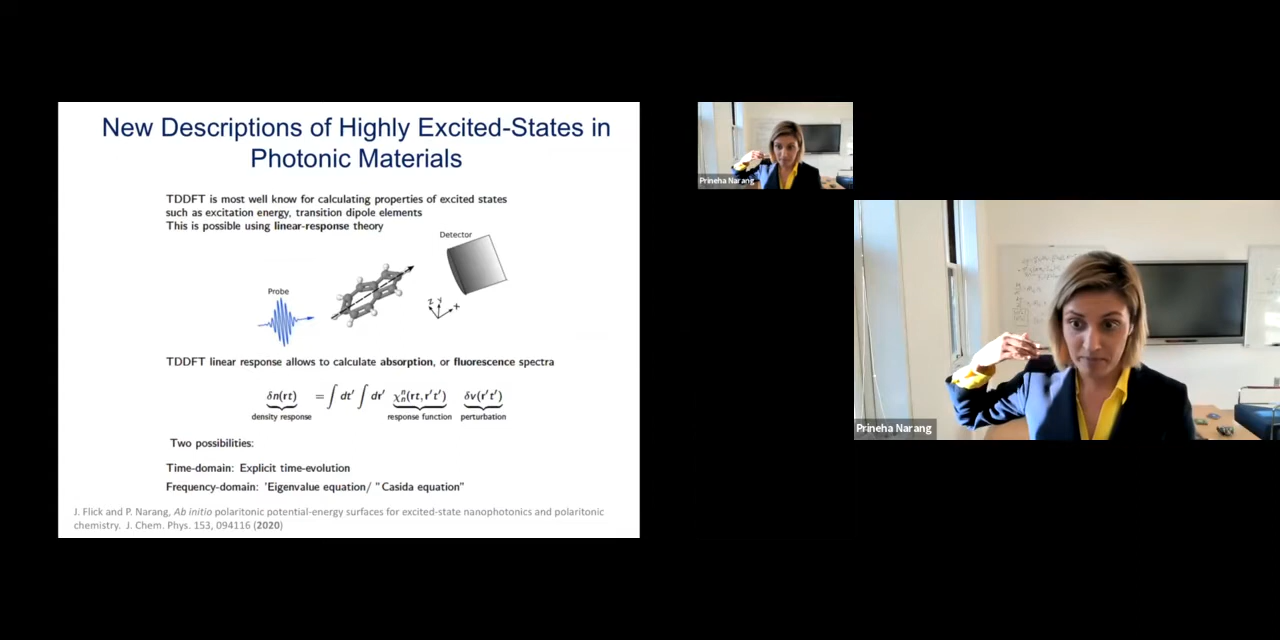 New Descriptions of Highly Excited-States in
Photonic Materials
TDDFT is most well know for calculating properties of excited states
such as excitation energy, transition dipole elements
This is possible using linear-response theory
Detector
Probe
Z Y X
TDDFT linear response allows to calculate absorption, or fluorescence spectra
δn(rt) = ∫ dt′ ∫ dr′ χⁿₙ(rt, r′t′) δv(r′t′)
density response response function perturbation
Two possibilities:
Time-domain: Explicit time-evolution
Frequency-domain: 'Eigenvalue equation/ "Casida equation"
J. Flick and P. Narang, Ab initio polaritonic potential-energy surfaces for excited-state nanophotonics and polaritonic
chemistry. J. Chem. Phys. 153, 094116 (2020)
Prineha Narang
Prineha Narang